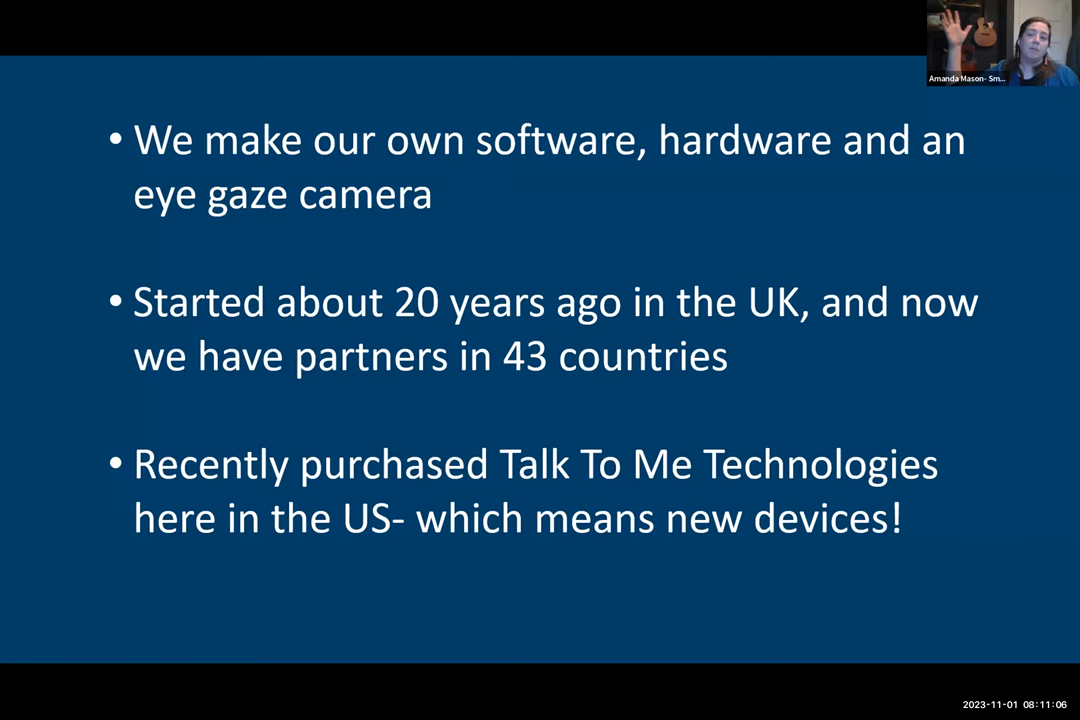 Amanda Mason- Sm...
• We make our own software, hardware and an
eye gaze camera
• Started about 20 years ago in the UK, and now
we have partners in 43 countries
• Recently purchased Talk To Me Technologies
here in the US- which means new devices!
2023-11-01 08:11:06